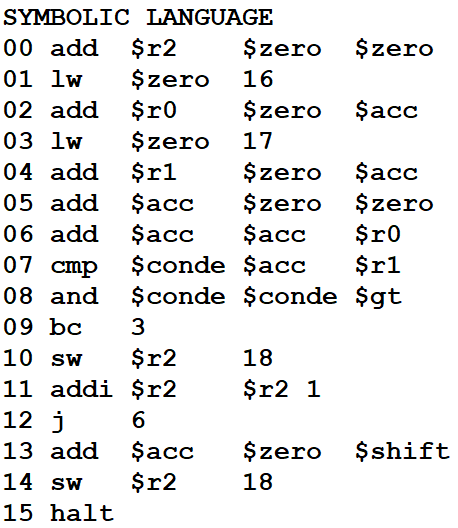 SYMBOLIC LANGUAGE
00 add $r2 $zero $zero
01 lw $zero 16
02 add $r0 $zero $acc
03 lw $zero 17
04 add $r1 $zero $acc
05 add $acc $zero $zero
06 add $acc $acc $r0
07 cmp $conde $acc $r1
08 and $conde $conde $gt
09 bc 3
10 sw $r2 18
11 addi $r2 $r2 1
12 j 6
13 add $acc $zero $shift
14 sw $r2 18
15 halt